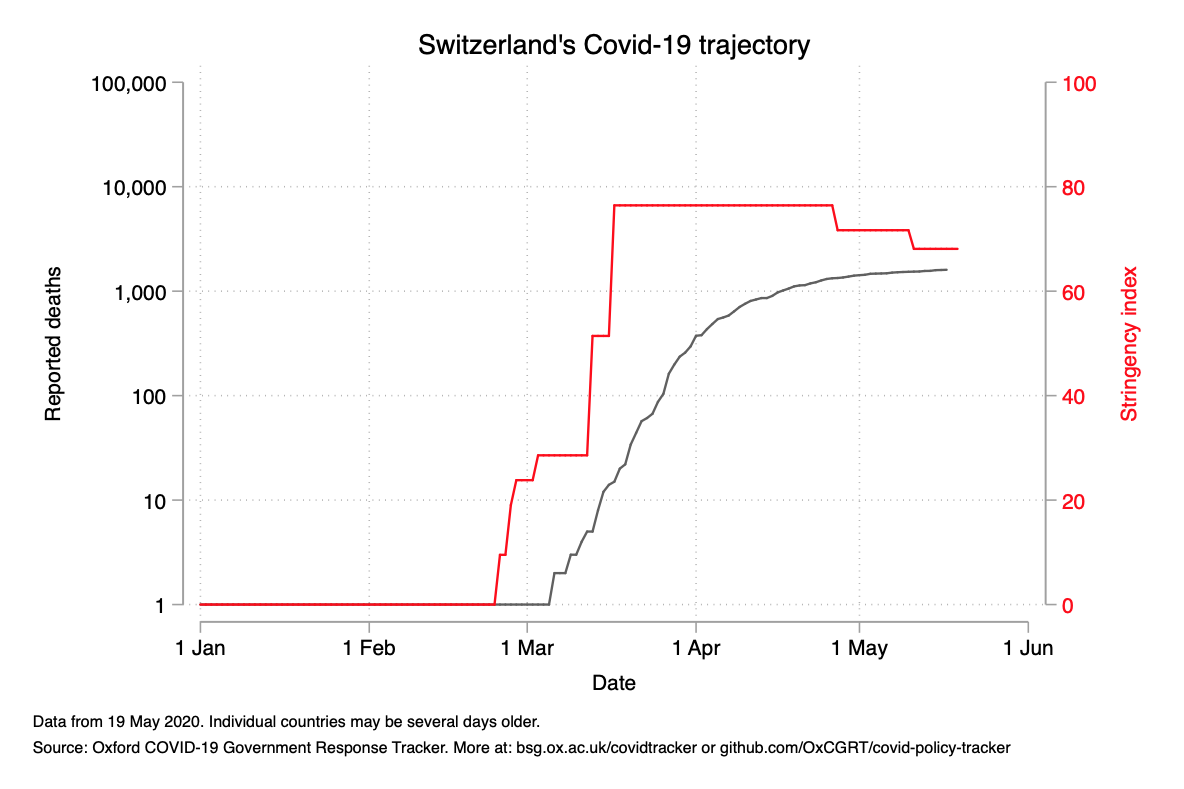 Switzerland's Covid-19 trajectory
100,000
10,000
1,000
100
10
1
Reported deaths
100
80
60
40
20
0
Stringency index
1 Jan
1 Feb
1 Mar
1 Apr
1 May
1 Jun
Date
Data from 19 May 2020. Individual countries may be several days older.
Source: Oxford COVID-19 Government Response Tracker. More at: bsg.ox.ac.uk/covidtracker or github.com/OxCGRT/covid-policy-tracker